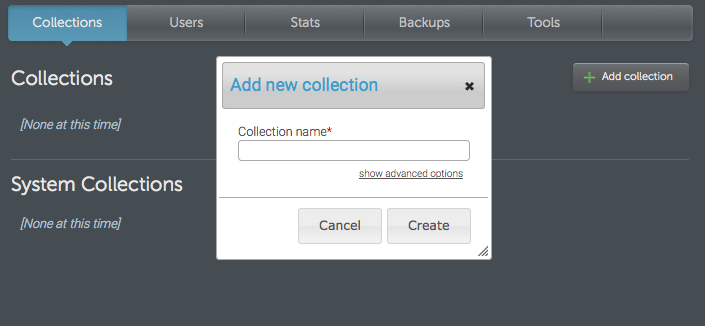 Collections Users Stats Backups Tools
Collections
Add collection
[None at this time]
System Collections
[None at this time]
Add new collection
Collection name*
show advanced options
Cancel Create